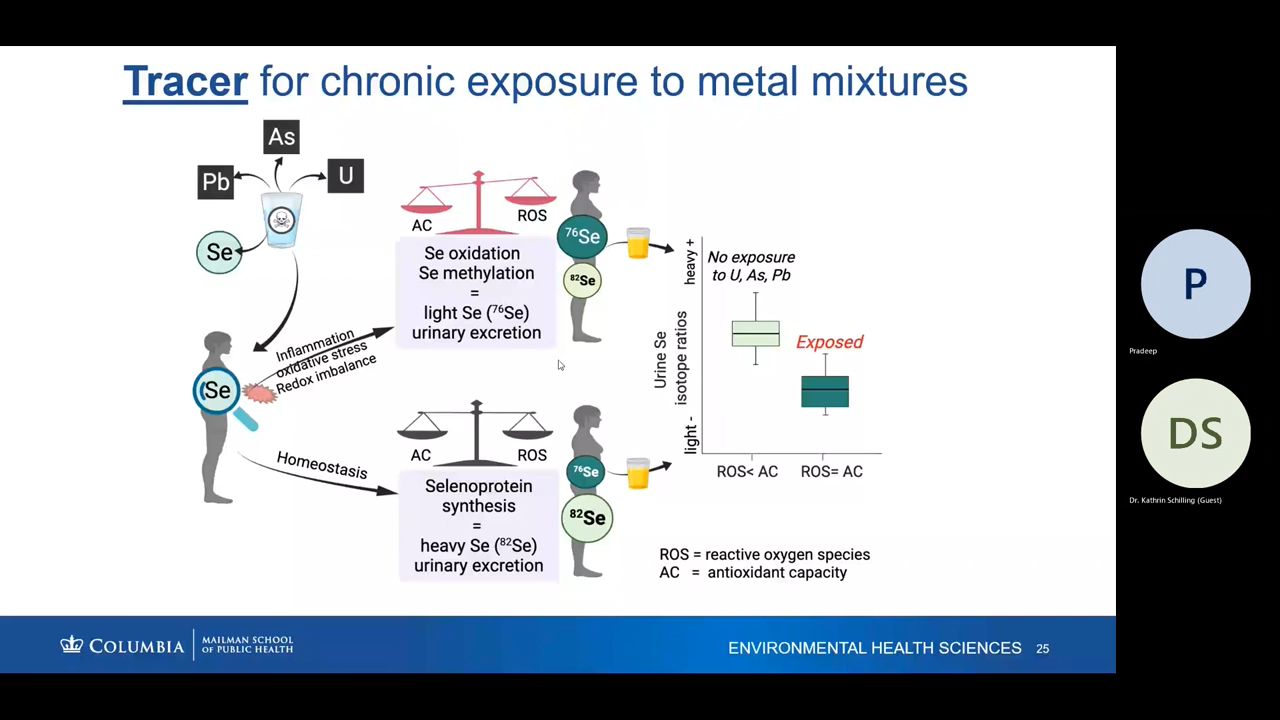 Tracer for chronic exposure to metal mixtures
As
Pb
U
Se
Se
Inflammation
oxidative stress
Redox imbalance
Homeostasis
AC
ROS
Se oxidation
Se methylation
=
light Se (⁷⁶Se)
urinary excretion
⁷⁶Se
⁸²Se
AC
ROS
Selenoprotein
synthesis
=
heavy Se (⁸²Se)
urinary excretion
⁷⁶Se
⁸²Se
heavy +
Urine Se
isotope ratios
light -
No exposure
to U, As, Pb
Exposed
ROS< AC
ROS= AC
ROS = reactive oxygen species
AC = antioxidant capacity
COLUMBIA
MAILMAN SCHOOL
OF PUBLIC HEALTH
ENVIRONMENTAL HEALTH SCIENCES 25
P
Pradeep
DS
Dr. Kathrin Schilling (Guest)